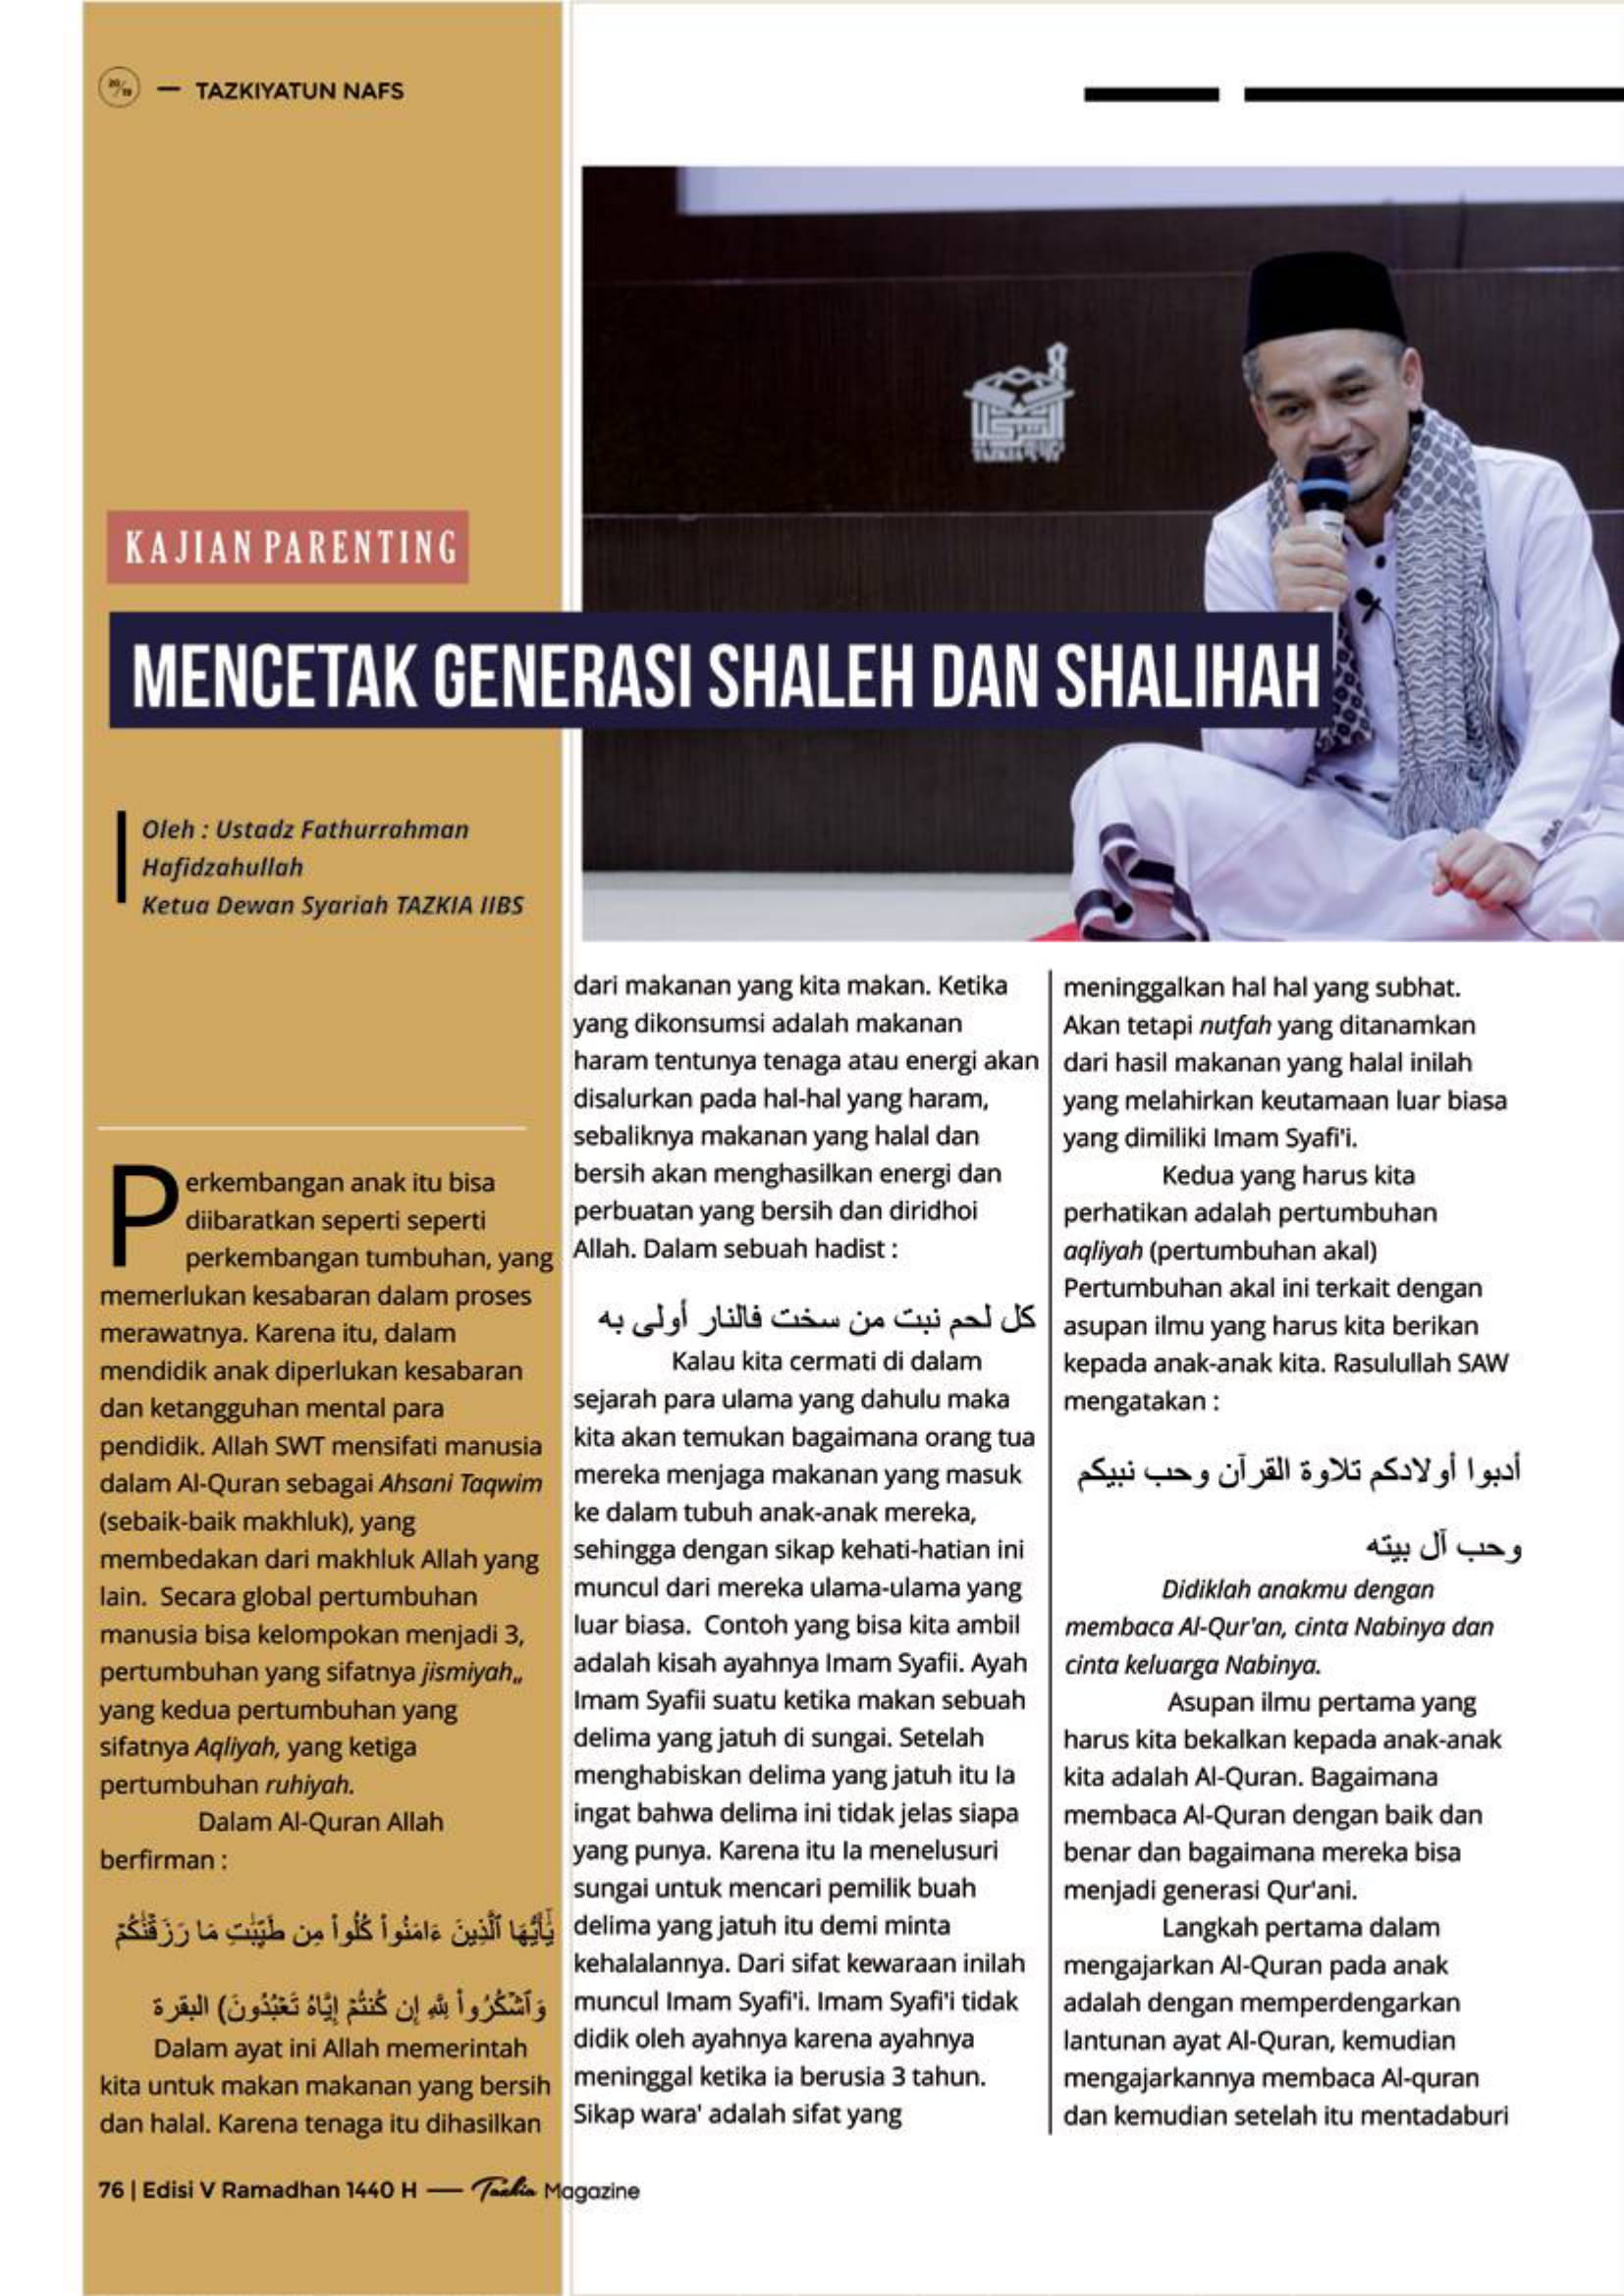 20/19 — TAZKIYATUN NAFS
KAJIAN PARENTING
MENCETAK GENERASI SHALEH DAN SHALIHAH
Oleh : Ustadz Fathurrahman
Hafidzahullah
Ketua Dewan Syariah TAZKIA IIBS
Perkembangan anak itu bisa
diibaratkan seperti seperti
perkembangan tumbuhan, yang
memerlukan kesabaran dalam proses
merawatnya. Karena itu, dalam
mendidik anak diperlukan kesabaran
dan ketangguhan mental para
pendidik. Allah SWT mensifati manusia
dalam Al-Quran sebagai Ahsani Taqwim
(sebaik-baik makhluk), yang
membedakan dari makhluk Allah yang
lain. Secara global pertumbuhan
manusia bisa kelompokan menjadi 3,
pertumbuhan yang sifatnya jismiyah,,
yang kedua pertumbuhan yang
sifatnya Aqliyah, yang ketiga
pertumbuhan ruhiyah.
Dalam Al-Quran Allah
berfirman :
يَٰٓأَيُّهَا ٱلَّذِينَ ءَامَنُواْ كُلُواْ مِن طَيِّبَٰتِ مَا رَزَقْنَٰكُمْ
وَٱشْكُرُواْ لِلَّهِ إِن كُنتُمْ إِيَّاهُ تَعْبُدُونَ) البقرة
Dalam ayat ini Allah memerintah
kita untuk makan makanan yang bersih
dan halal. Karena tenaga itu dihasilkan
dari makanan yang kita makan. Ketika
yang dikonsumsi adalah makanan
haram tentunya tenaga atau energi akan
disalurkan pada hal-hal yang haram,
sebaliknya makanan yang halal dan
bersih akan menghasilkan energi dan
perbuatan yang bersih dan diridhoi
Allah. Dalam sebuah hadist :
كل لحم نبت من سخت فالنار أولى به
Kalau kita cermati di dalam
sejarah para ulama yang dahulu maka
kita akan temukan bagaimana orang tua
mereka menjaga makanan yang masuk
ke dalam tubuh anak-anak mereka,
sehingga dengan sikap kehati-hatian ini
muncul dari mereka ulama-ulama yang
luar biasa. Contoh yang bisa kita ambil
adalah kisah ayahnya Imam Syafii. Ayah
Imam Syafii suatu ketika makan sebuah
delima yang jatuh di sungai. Setelah
menghabiskan delima yang jatuh itu Ia
ingat bahwa delima ini tidak jelas siapa
yang punya. Karena itu Ia menelusuri
sungai untuk mencari pemilik buah
delima yang jatuh itu demi minta
kehalalannya. Dari sifat kewaraan inilah
muncul Imam Syafi'i. Imam Syafi'i tidak
didik oleh ayahnya karena ayahnya
meninggal ketika ia berusia 3 tahun.
Sikap wara' adalah sifat yang
meninggalkan hal hal yang subhat.
Akan tetapi nutfah yang ditanamkan
dari hasil makanan yang halal inilah
yang melahirkan keutamaan luar biasa
yang dimiliki Imam Syafi'i.
Kedua yang harus kita
perhatikan adalah pertumbuhan
aqliyah (pertumbuhan akal)
Pertumbuhan akal ini terkait dengan
asupan ilmu yang harus kita berikan
kepada anak-anak kita. Rasulullah SAW
mengatakan :
أدبوا أولادكم تلاوة القرآن وحب نبيكم
وحب آل بيته
Didiklah anakmu dengan
membaca Al-Qur'an, cinta Nabinya dan
cinta keluarga Nabinya.
Asupan ilmu pertama yang
harus kita bekalkan kepada anak-anak
kita adalah Al-Quran. Bagaimana
membaca Al-Quran dengan baik dan
benar dan bagaimana mereka bisa
menjadi generasi Qur'ani.
Langkah pertama dalam
mengajarkan Al-Quran pada anak
adalah dengan memperdengarkan
lantunan ayat Al-Quran, kemudian
mengajarkannya membaca Al-quran
dan kemudian setelah itu mentadaburi
76 | Edisi V Ramadhan 1440 H — Tazkia Magazine